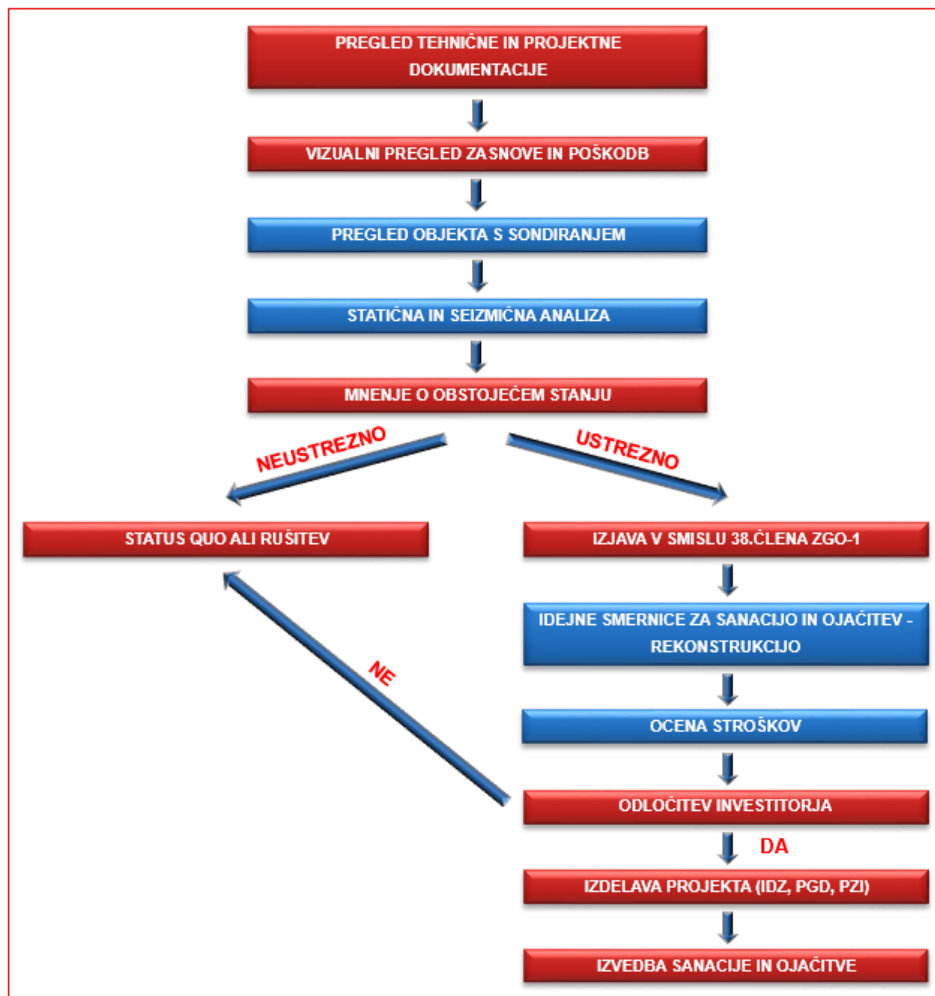 PREGLED TEHNIČNE IN PROJEKTNE
DOKUMENTACIJE
VIZUALNI PREGLED ZASNOVE IN POŠKODB
PREGLED OBJEKTA S SONDIRANJEM
STATIČNA IN SEIZMIČNA ANALIZA
MNENJE O OBSTOJEČEM STANJU
NEUSTREZNO
USTREZNO
STATUS QUO ALI RUŠITEV
IZJAVA V SMISLU 38.ČLENA ZGO-1
IDEJNE SMERNICE ZA SANACIJO IN OJAČITEV -
REKONSTRUKCIJO
NE
OCENA STROŠKOV
ODLOČITEV INVESTITORJA
DA
IZDELAVA PROJEKTA (IDZ, PGD, PZI)
IZVEDBA SANACIJE IN OJAČITVE